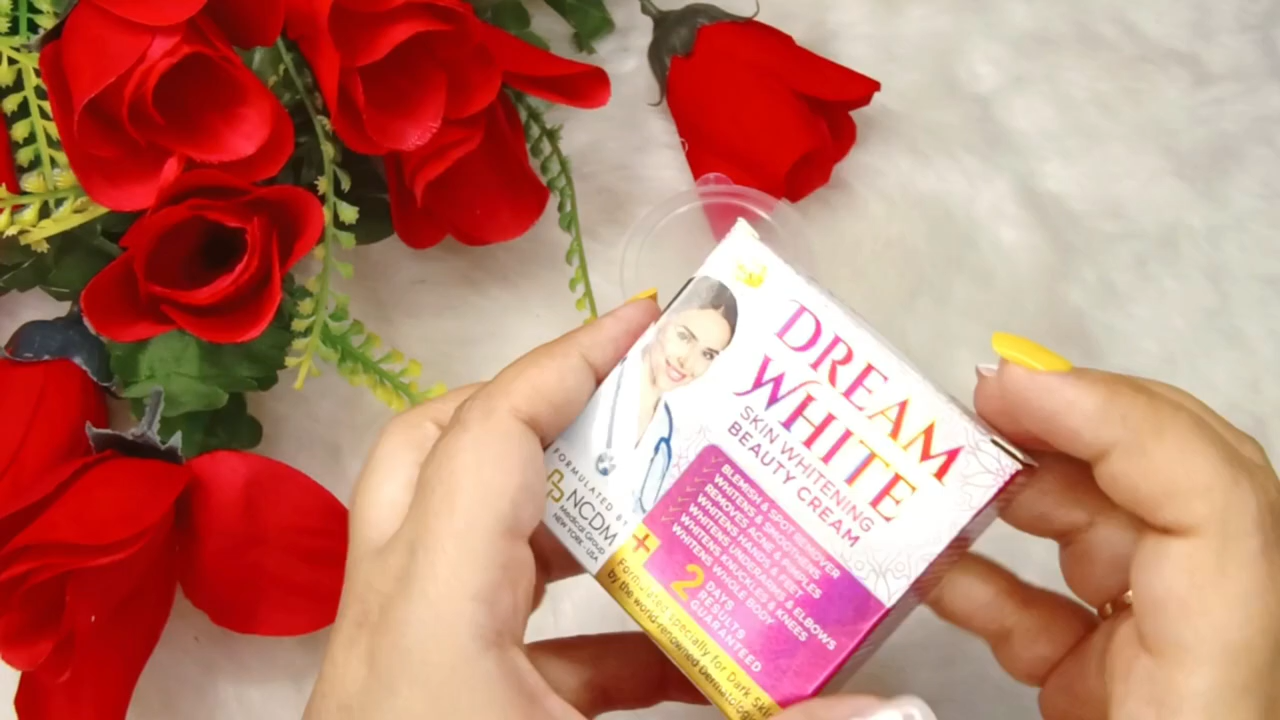 DREAM
WHITE
SKIN WHITENING
BEAUTY CREAM
BLEMISH & SPOT REMOVER
WHITENS & SMOOTHENS
REMOVES ACNE & PIMPLES
WHITENS HANDS & FEET
WHITENS UNDERARMS & ELBOWS
WHITENS KNUCKLES & KNEES
WHITENS WHOLE BODY
2 DAYS
RESULTS
GUARANTEED
FORMULATED BY
NCDM
Medical Group
NEW YORK - USA
Formulated specially for Dark Skin
by the world-renowned